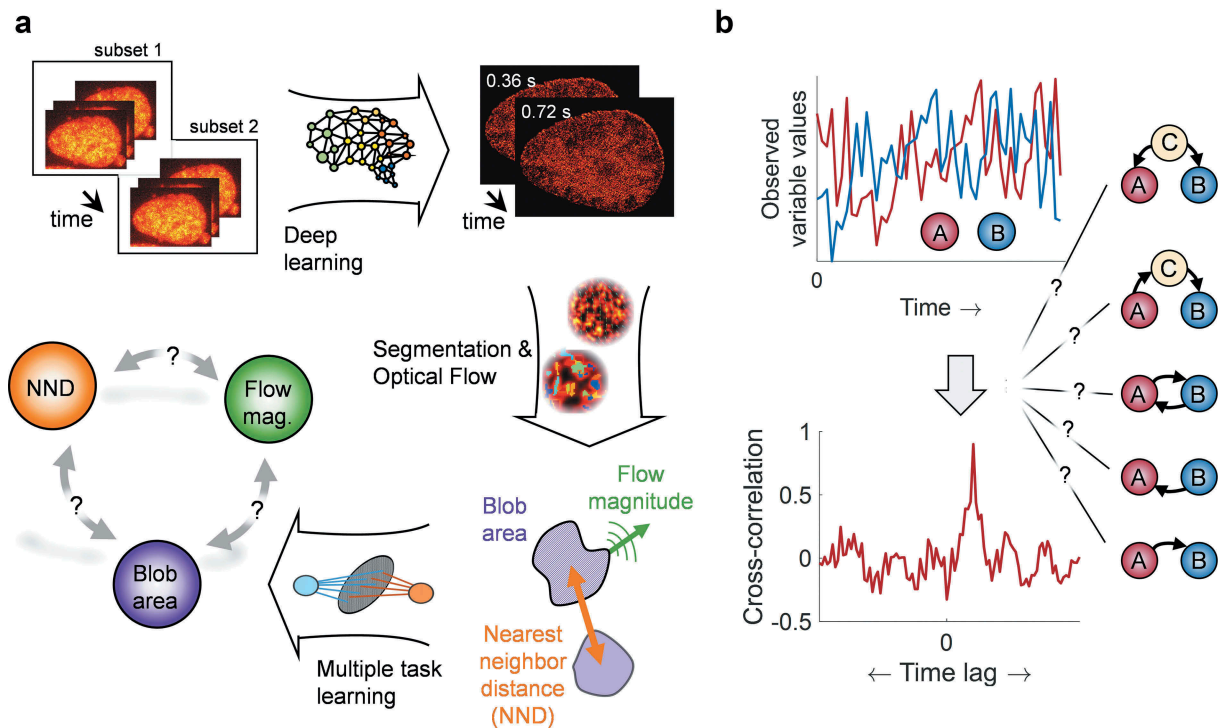 a
subset 1
subset 2
time
Deep
learning
0.36 s
0.72 s
time
Segmentation &
Optical Flow
NND
?
Flow
mag.
?
?
Blob
area
Multiple task
learning
Blob
area
Flow
magnitude
Nearest
neighbor
distance
(NND)
b
Observed
variable values
A
B
0
Time →
Cross-correlation
1
0.5
0
-0.5
0
← Time lag →
?
?
?
?
?
C
A
B
C
A
B
A
B
A
B
A
B